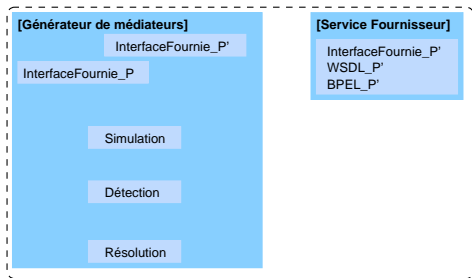 [Générateur de médiateurs]
InterfaceFournie_P’
InterfaceFournie_P
Simulation
Détection
Résolution
[Service Fournisseur]
InterfaceFournie_P’
WSDL_P’
BPEL_P’